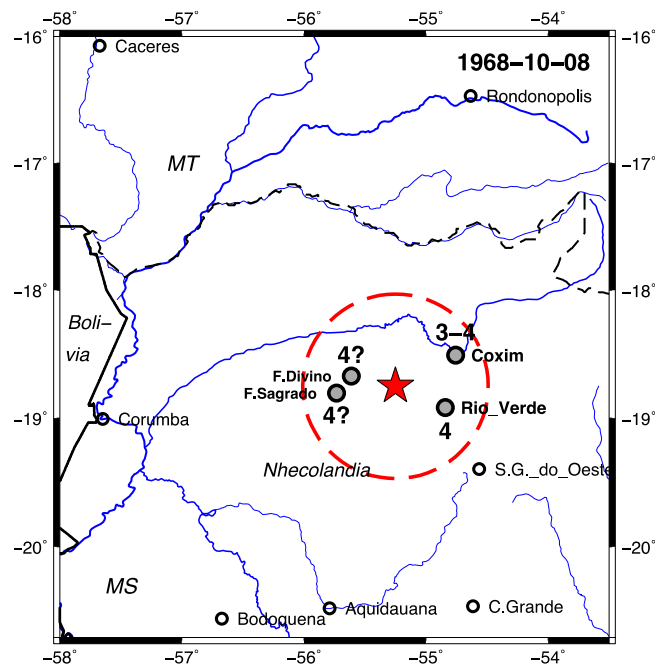 −58 −57 −56 −55 −54
−16 −16
Caceres
1968−10−08
Rondonopolis
MT
−17 −17
−18 −18
Boli−
via
3−4
4? Coxim
F.Divino
F.Sagrado
4? Rio_Verde
4
−19 −19
Corumba
Nhecolandia
S.G._do_Oeste
−20 −20
MS
Bodoquena
Aquidauana
C.Grande
−58 −57 −56 −55 −54